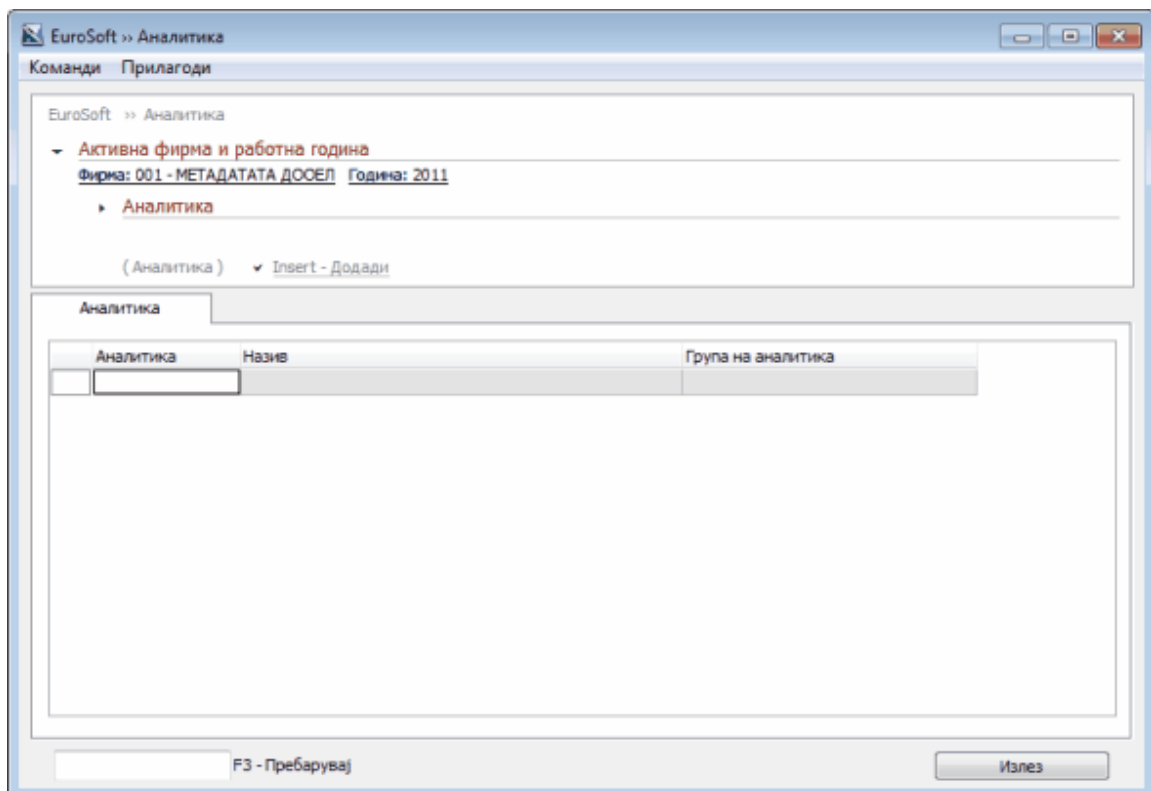 EuroSoft ›› Аналитика
Команди Прилагоди
EuroSoft ›› Аналитика
Активна фирма и работна година
Фирма: 001 - МЕТАДАТАТА ДООЕЛ Година: 2011
Аналитика
( Аналитика ) Insert - Додади
Аналитика
Аналитика Назив Група на аналитика
F3 - Пребарувај Излез